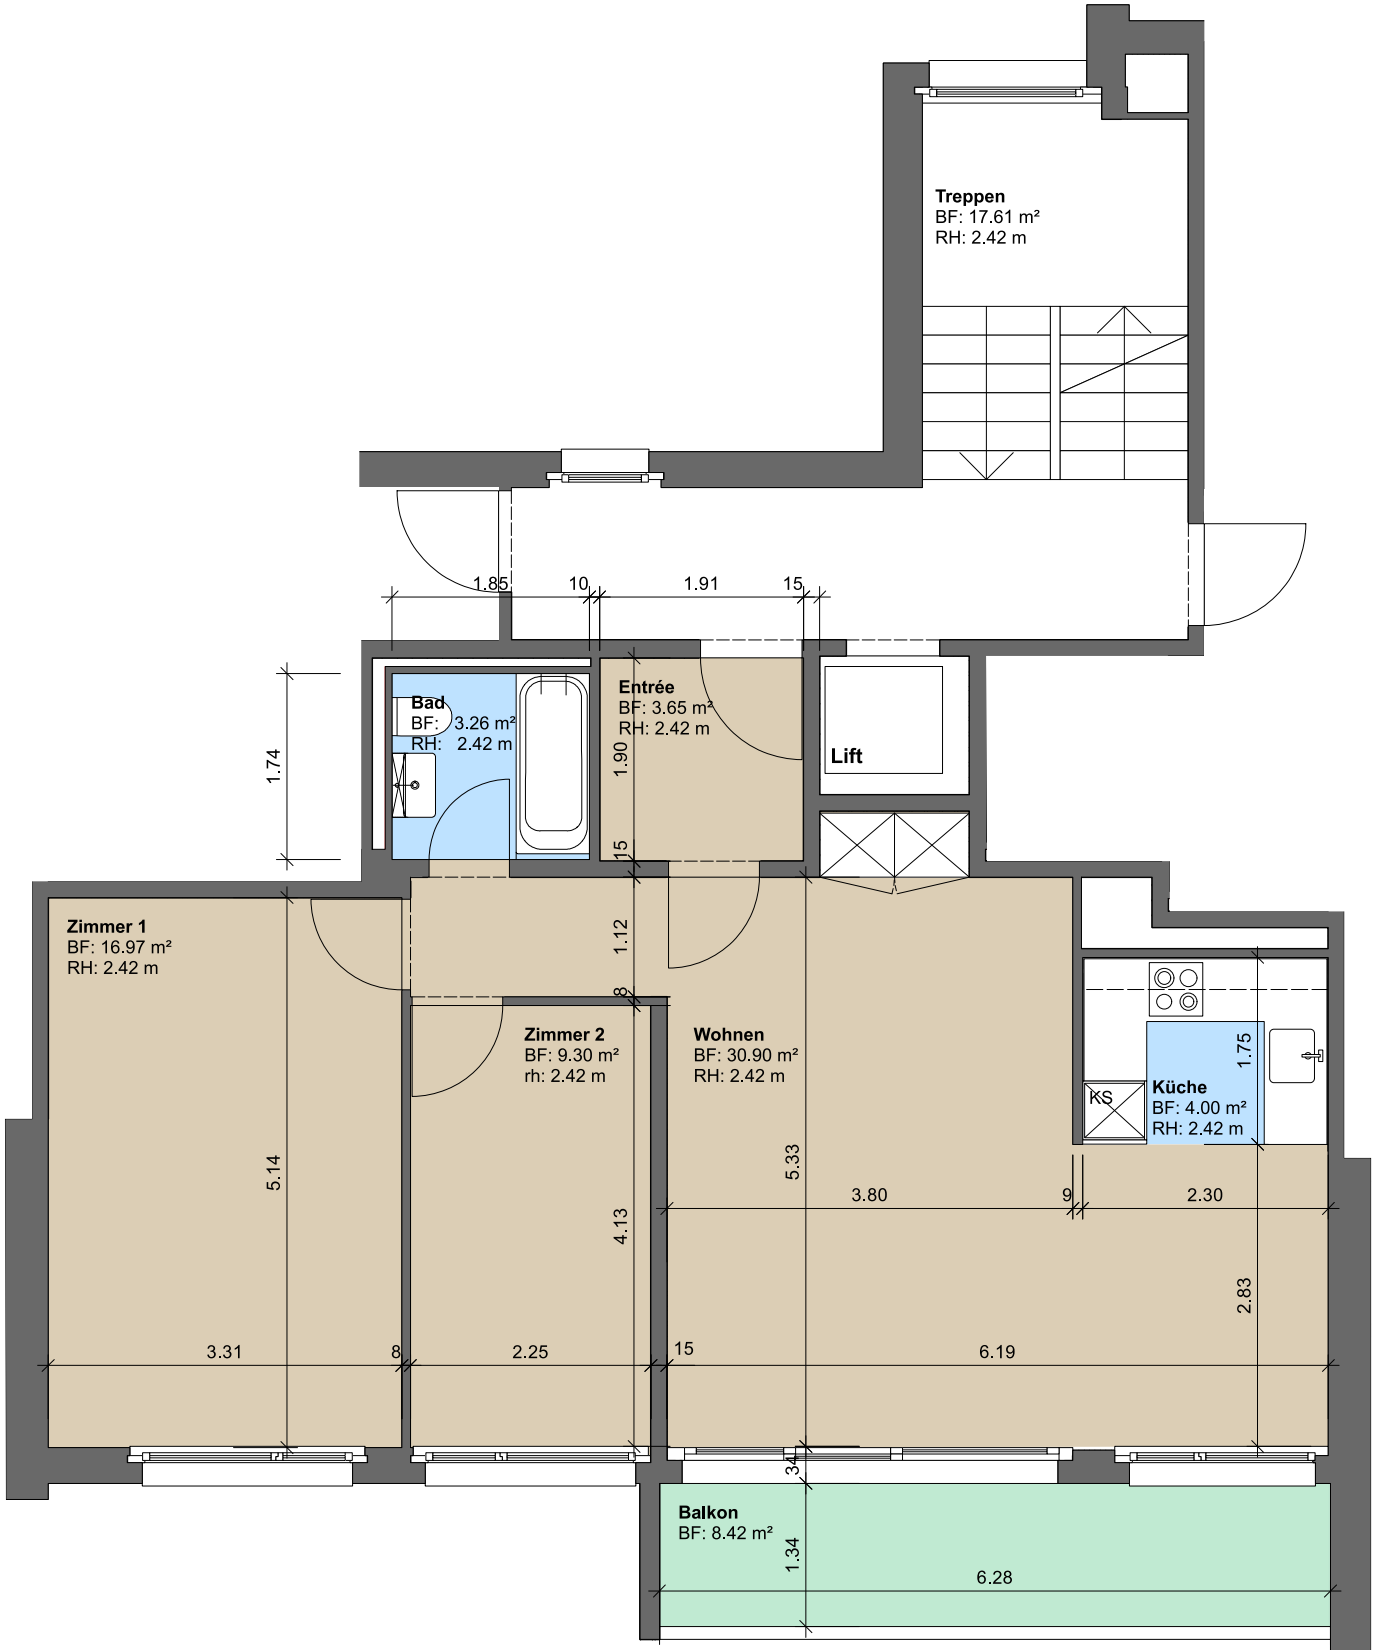 Treppen
BF: 17.61 m²
RH: 2.42 m
1.85
10
1.91
15
Bad
BF: 3.26 m²
RH: 2.42 m
Entrée
BF: 3.65 m²
RH: 2.42 m
1.90
15
Lift
1.74
Zimmer 1
BF: 16.97 m²
RH: 2.42 m
1.12
8
Zimmer 2
BF: 9.30 m²
rh: 2.42 m
Wohnen
BF: 30.90 m²
RH: 2.42 m
1.75
KS
Küche
BF: 4.00 m²
RH: 2.42 m
5.14
5.33
4.13
3.80
9
2.30
2.83
3.31
8
2.25
15
6.19
34
Balkon
BF: 8.42 m²
1.34
6.28